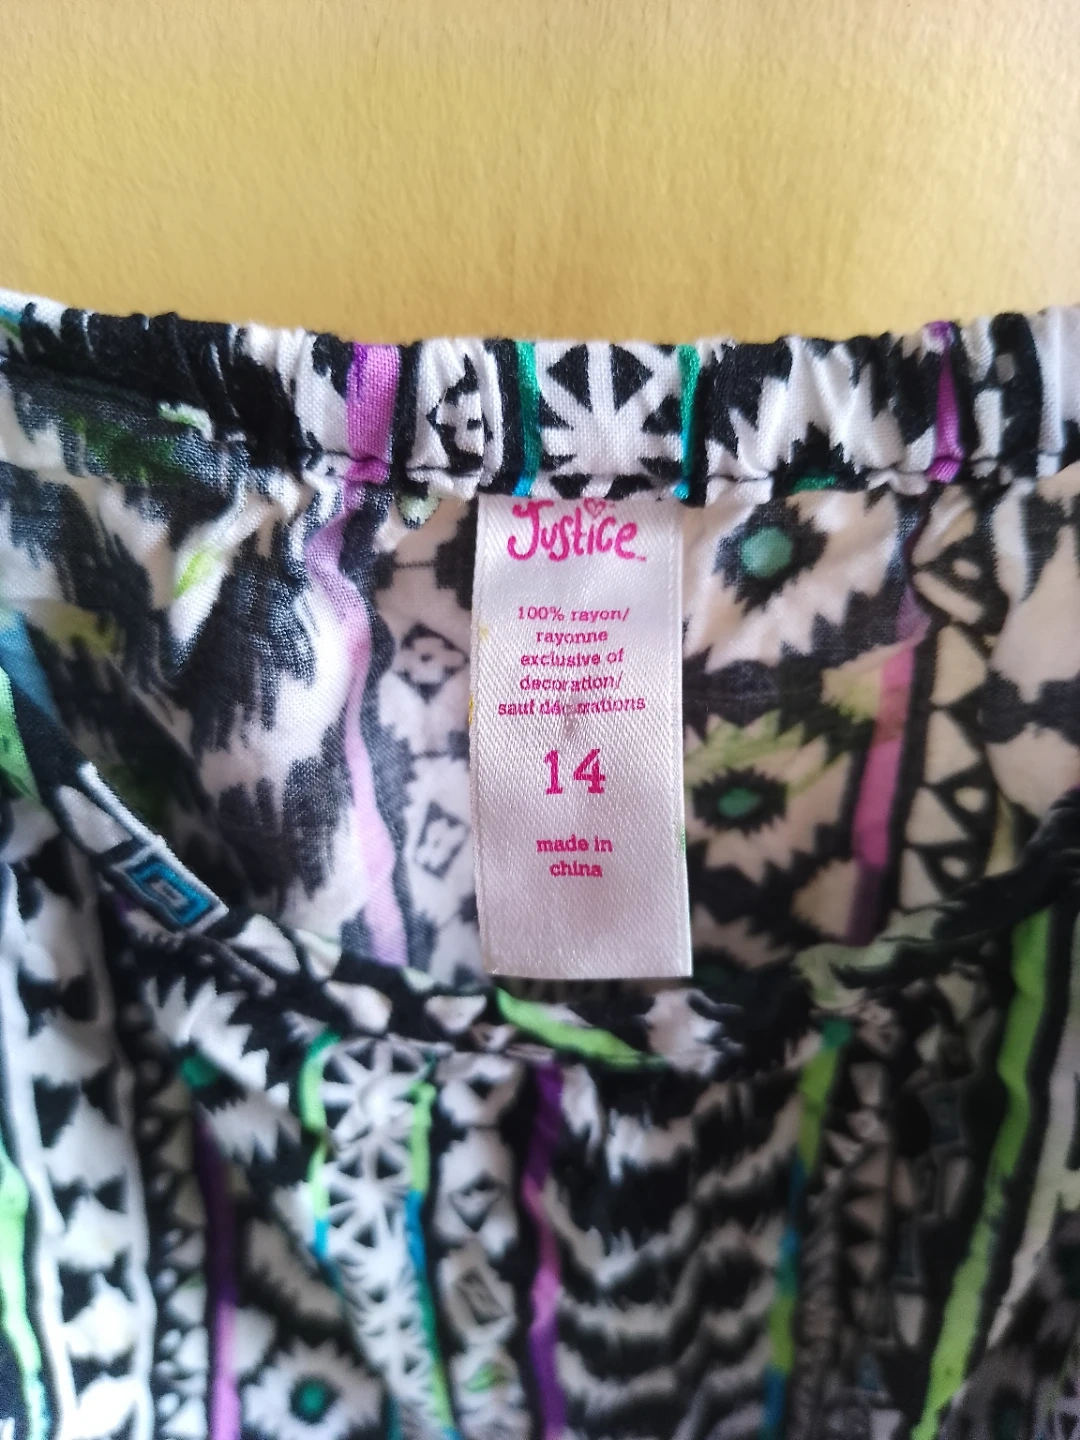 Justice
100% rayon/
rayonne
exclusive of
decoration/
sauf décorations
14
made in
china